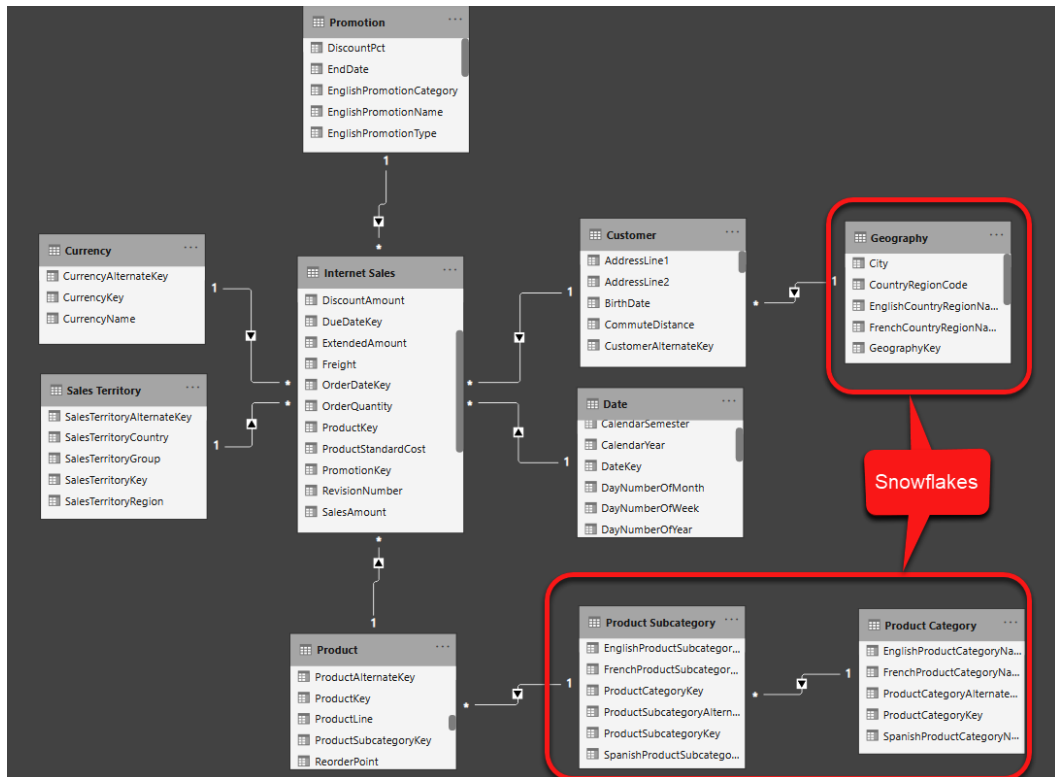 Promotion
DiscountPct
EndDate
EnglishPromotionCategory
EnglishPromotionName
EnglishPromotionType
1
*
Currency
CurrencyAlternateKey
CurrencyKey
CurrencyName
1
*
Sales Territory
SalesTerritoryAlternateKey
SalesTerritoryCountry
SalesTerritoryGroup
SalesTerritoryKey
SalesTerritoryRegion
1
*
Internet Sales
DiscountAmount
DueDateKey
ExtendedAmount
Freight
OrderDateKey
OrderQuantity
ProductKey
ProductStandardCost
PromotionKey
RevisionNumber
SalesAmount
*
*
*
1
Customer
AddressLine1
AddressLine2
BirthDate
CommuteDistance
CustomerAlternateKey
1
*
1
Geography
City
CountryRegionCode
EnglishCountryRegionNa...
FrenchCountryRegionNa...
GeographyKey
Date
CalendarSemester
CalendarYear
DateKey
DayNumberOfMonth
DayNumberOfWeek
DayNumberOfYear
1
Snowflakes
Product
ProductAlternateKey
ProductKey
ProductLine
ProductSubcategoryKey
ReorderPoint
*
1
Product Subcategory
EnglishProductSubcategor...
FrenchProductSubcategor...
ProductCategoryKey
ProductSubcategoryAltern...
ProductSubcategoryKey
SpanishProductSubcatego...
*
1
Product Category
EnglishProductCategoryNa...
FrenchProductCategoryNa...
ProductCategoryAlternate...
ProductCategoryKey
SpanishProductCategoryN...